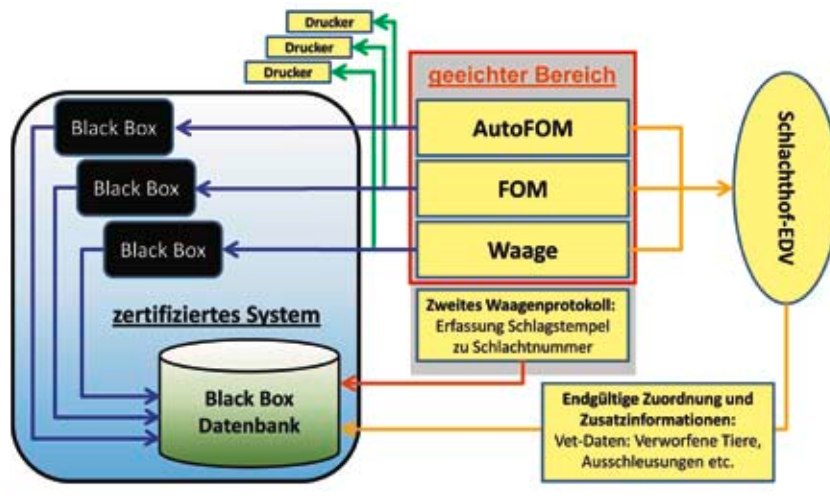 Drucker
Drucker
Drucker
geeichter Bereich
Black Box
AutoFOM
Black Box
FOM
Black Box
Waage
Schlachthof-EDV
zertifiziertes System
Zweites Waagenprotokoll:
Erfassung Schlagstempel
zu Schlachtnummer
Black Box
Datenbank
Endgültige Zuordnung und
Zusatzinformationen:
Vet-Daten: Verworfene Tiere,
Ausschleusungen etc.